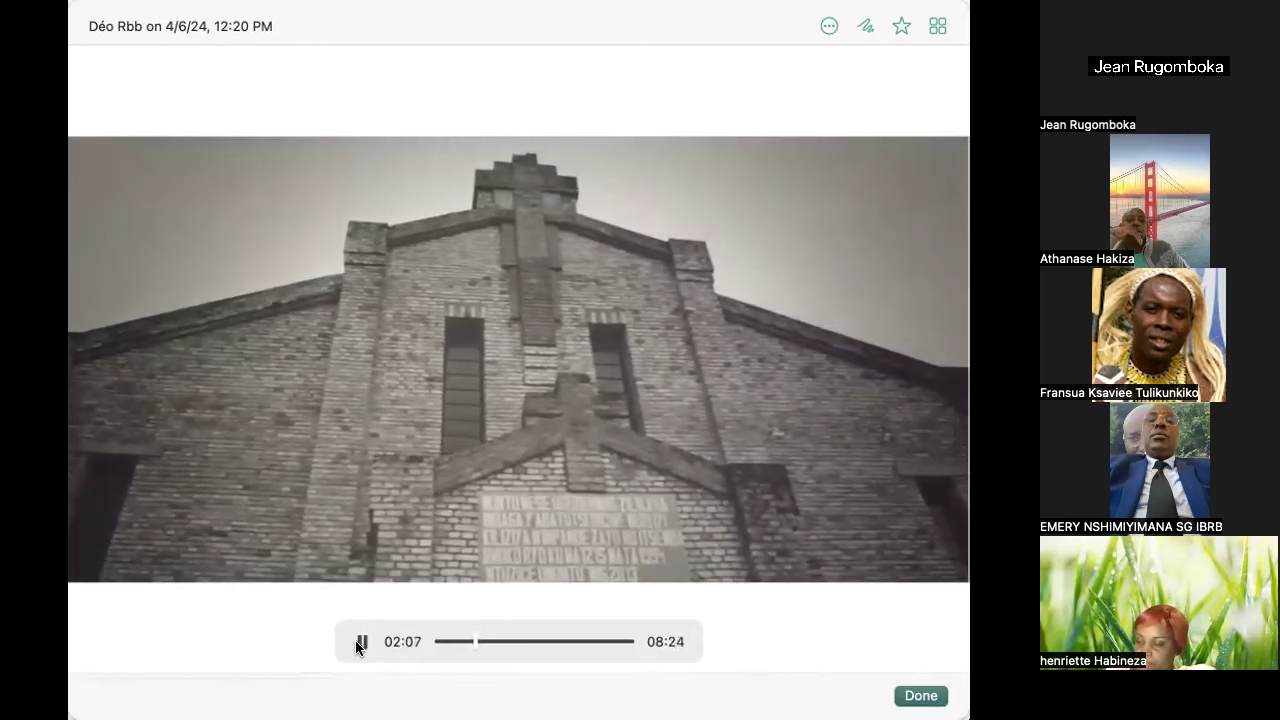 Déo Rbb on 4/6/24, 12:20 PM
Jean Rugomboka
Jean Rugomboka
Athanase Hakiza
Fransua Ksaviee Tulikunkiko
EMERY NSHIMIYIMANA SG IBRB
henriette Habineza
02:07
08:24
Done